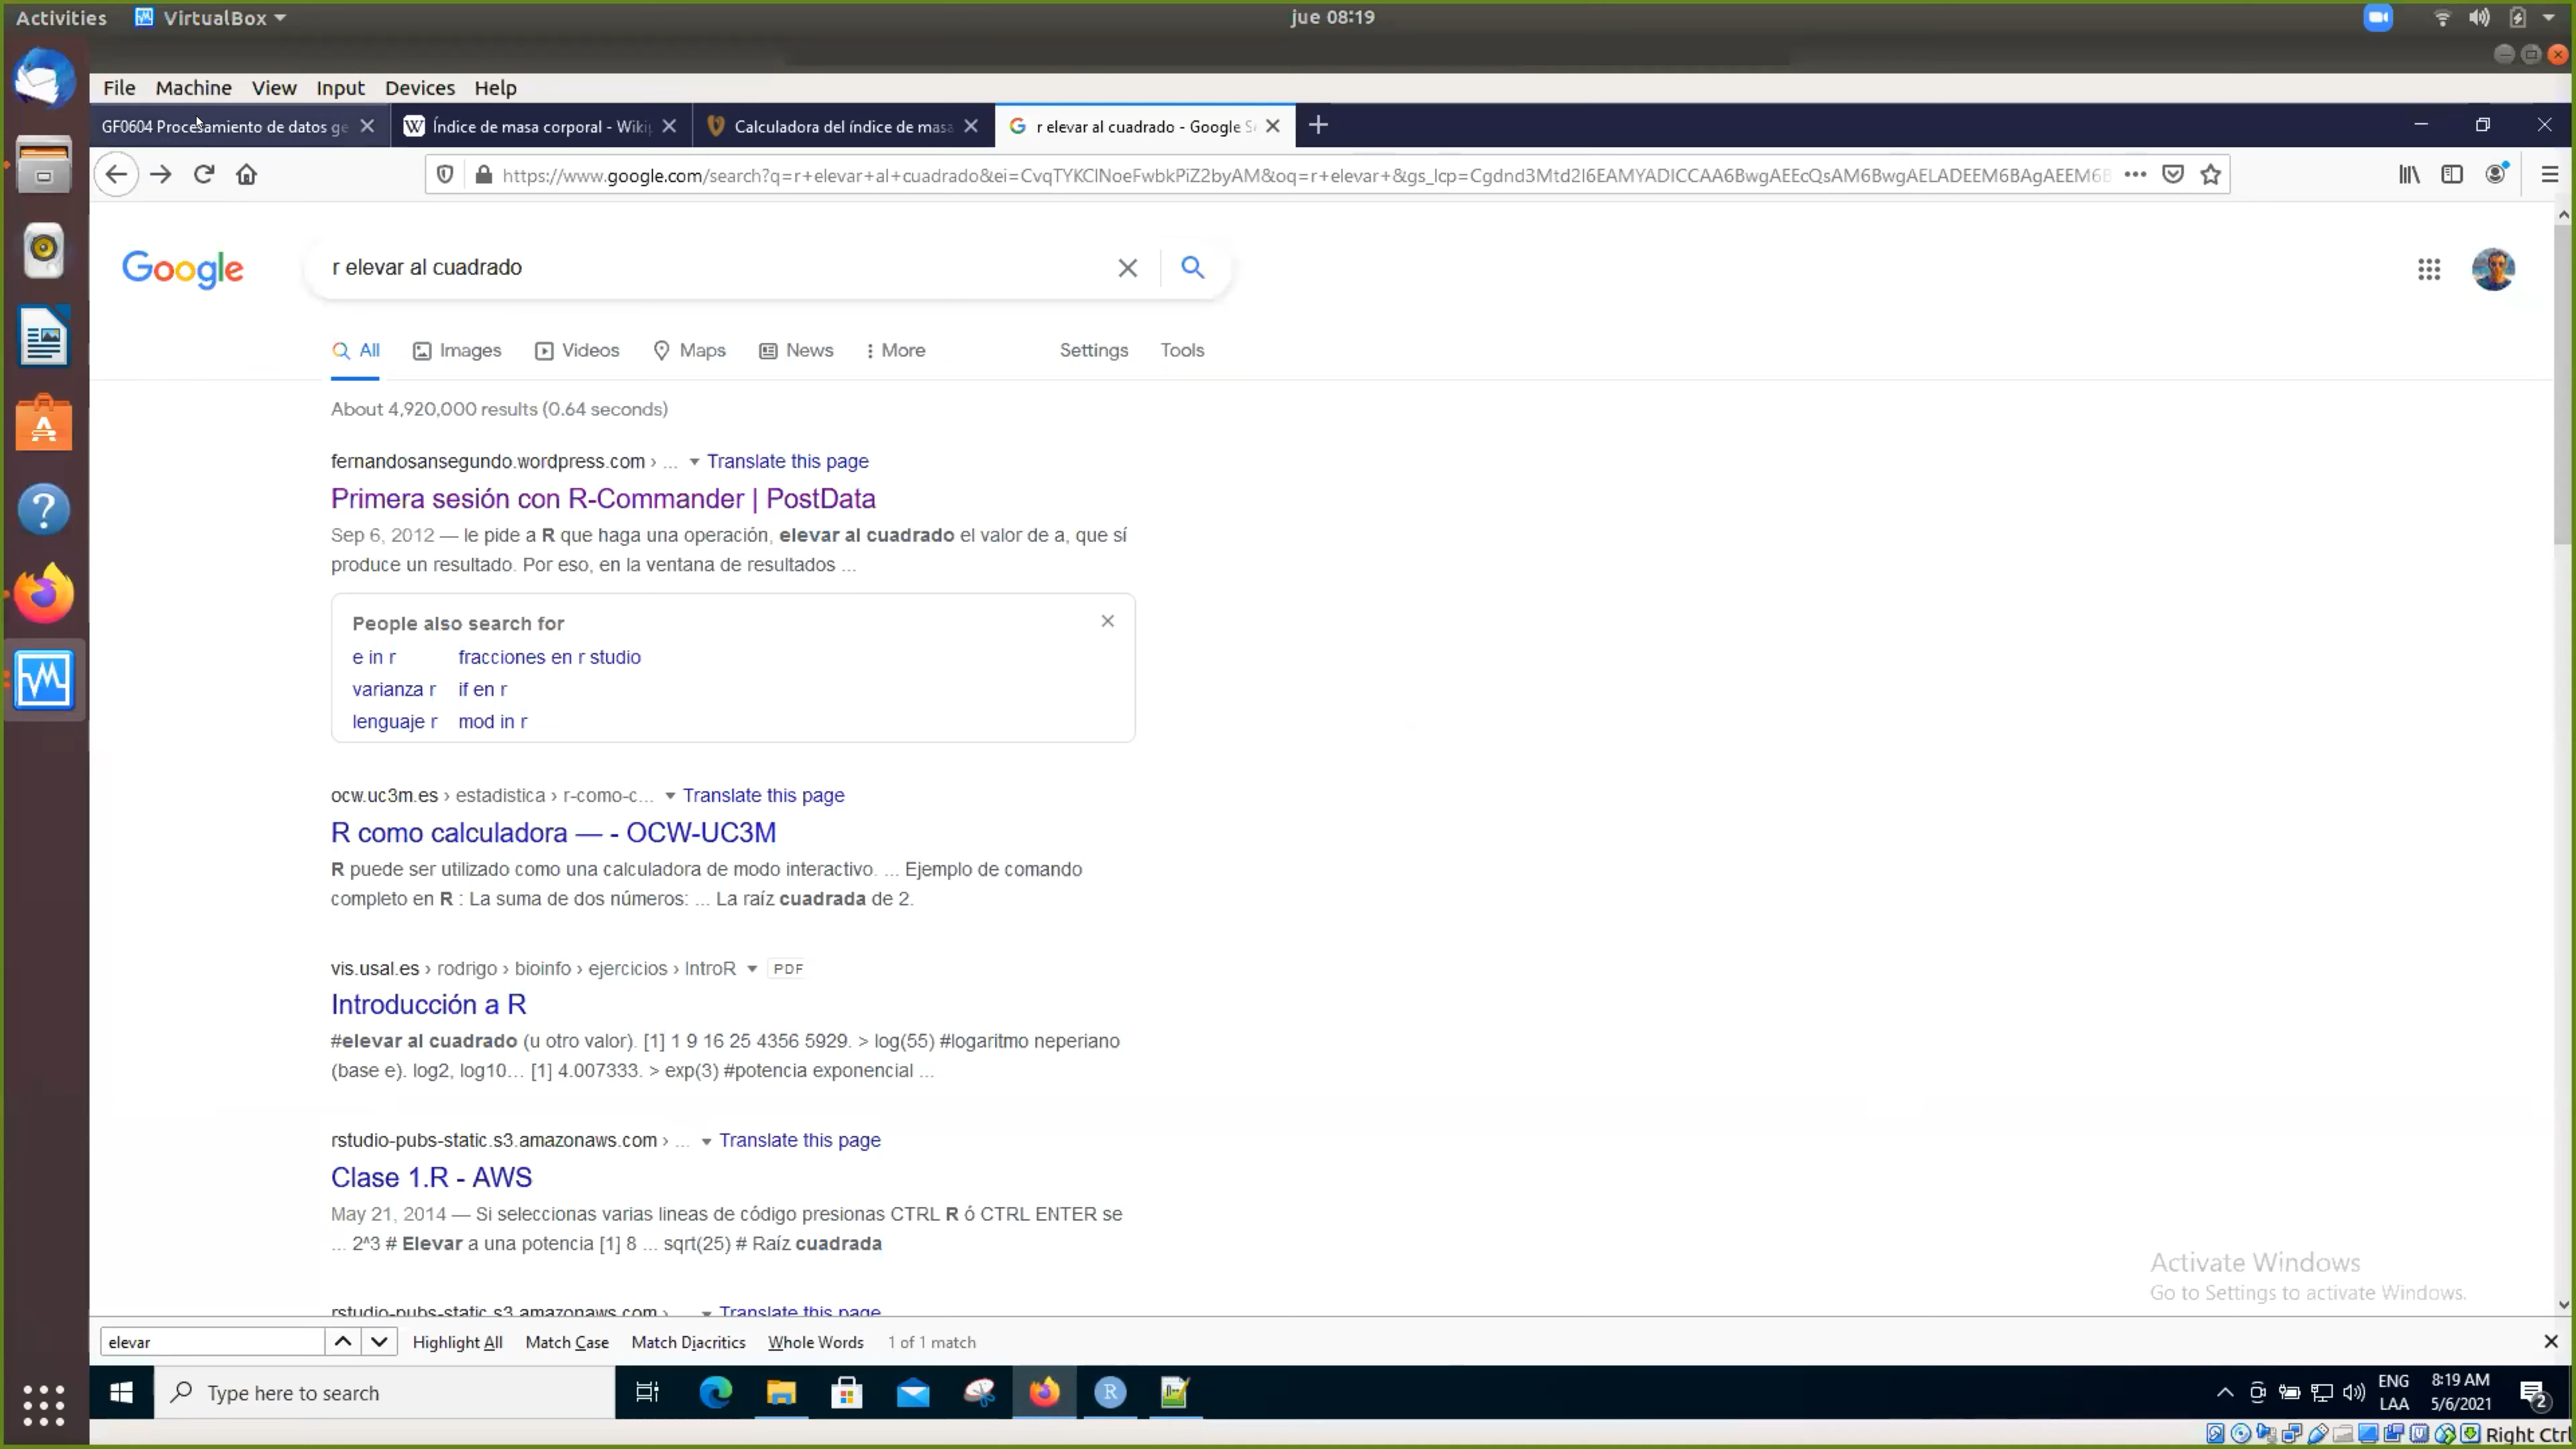 Activities VirtualBox jue 08:19
File Machine View Input Devices Help
GF0604 Procesamiento de datos ge Índice de masa corporal - Wiki Calculadora del índice de masa r elevar al cuadrado - Google S
https://www.google.com/search?q=r+elevar+al+cuadrado&ei=CvqTYKClNoeFwbkPiZ2byAM&oq=r+elevar+&gs_lcp=Cgdnd3Mtd2l6EAMYADICCAA6BwgAEEcQsAM6BwgAELADEEM6BAgAEEM6B
Google r elevar al cuadrado
All Images Videos Maps News More Settings Tools
About 4,920,000 results (0.64 seconds)
fernandosansegundo.wordpress.com › ... Translate this page
Primera sesión con R-Commander | PostData
Sep 6, 2012 — le pide a R que haga una operación, elevar al cuadrado el valor de a, que sí
produce un resultado. Por eso, en la ventana de resultados ...
People also search for
e in r fracciones en r studio
varianza r if en r
lenguaje r mod in r
ocw.uc3m.es › estadistica › r-como-c... Translate this page
R como calculadora — - OCW-UC3M
R puede ser utilizado como una calculadora de modo interactivo. ... Ejemplo de comando
completo en R : La suma de dos números: ... La raíz cuadrada de 2.
vis.usal.es › rodrigo › bioinfo › ejercicios › IntroR PDF
Introducción a R
#elevar al cuadrado (u otro valor). [1] 1 9 16 25 4356 5929. > log(55) #logaritmo neperiano
(base e). log2, log10... [1] 4.007333. > exp(3) #potencia exponencial ...
rstudio-pubs-static.s3.amazonaws.com › ... Translate this page
Clase 1.R - AWS
May 21, 2014 — Si seleccionas varias lineas de código presionas CTRL R ó CTRL ENTER se
... 2^3 # Elevar a una potencia [1] 8 ... sqrt(25) # Raíz cuadrada
rstudio-pubs-static.s3.amazonaws.com › Translate this page
Activate Windows
Go to Settings to activate Windows.
elevar Highlight All Match Case Match Diacritics Whole Words 1 of 1 match
Type here to search ENG 8:19 AM
LAA 5/6/2021 2
Right Ctrl